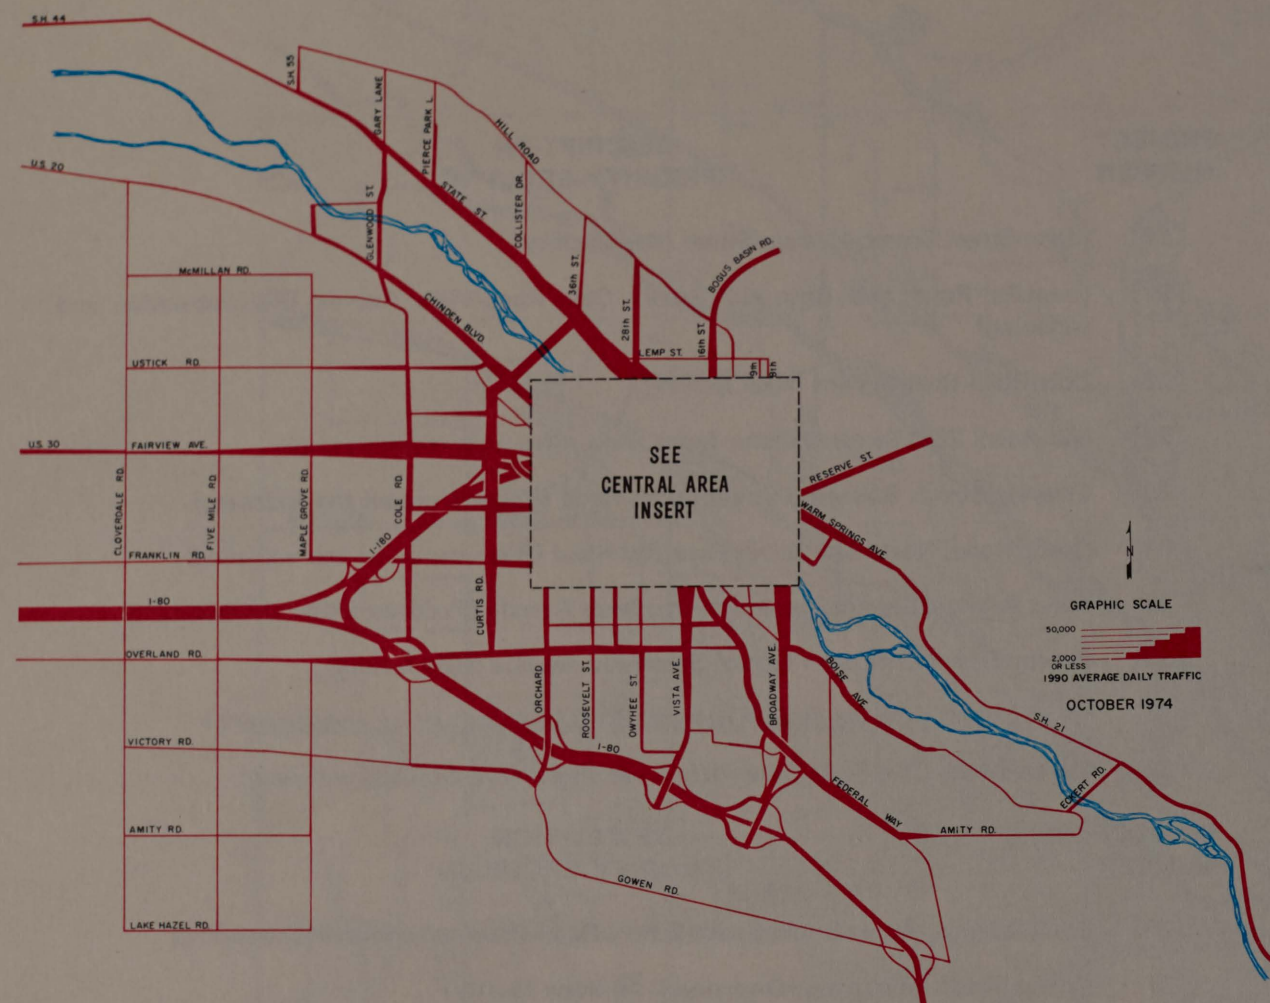 S.H. 44
S.H. 55
GARY LANE
PIERCE PARK L.
HILL ROAD
U.S. 20
GLENWOOD ST.
STATE ST
COLLISTER DR.
36th ST.
28th ST.
BOGUS BASIN RD.
16th ST.
LEMP ST.
9th
8th
McMILLAN RD.
CHINDEN BLVD
USTICK RD.
U.S. 30
FAIRVIEW AVE.
SEE
CENTRAL AREA
INSERT
RESERVE ST.
WARM SPRINGS AVE
CLOVERDALE RD.
FIVE MILE RD.
MAPLE GROVE RD.
COLE RD.
I-180
FRANKLIN RD.
I-80
CURTIS RD.
OVERLAND RD.
ORCHARD
ROOSEVELT ST.
OWYHEE ST.
VISTA AVE.
BROADWAY AVE.
BOISE AVE
N
GRAPHIC SCALE
50,000
2,000
OR LESS
1990 AVERAGE DAILY TRAFFIC
OCTOBER 1974
S.H. 21
VICTORY RD.
I-80
FEDERAL WAY
ECKERT RD.
AMITY RD.
AMITY RD.
GOWEN RD.
LAKE HAZEL RD.